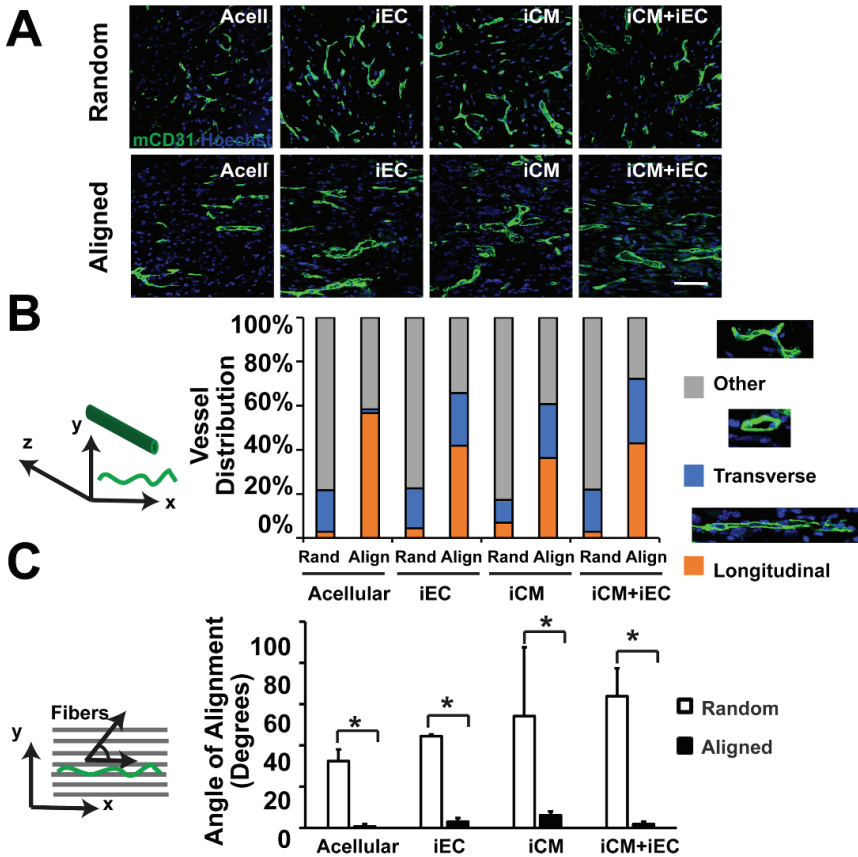 A
Random
Acell
iEC
iCM
iCM+iEC
mCD31 Hoechst
Aligned
Acell
iEC
iCM
iCM+iEC
B
y
z
x
Vessel
Distribution
100%
80%
60%
40%
20%
0%
Rand Align Rand Align Rand Align Rand Align
Acellular iEC iCM iCM+iEC
Other
Transverse
Longitudinal
C
Fibers
y
x
Angle of Alignment
(Degrees)
100
80
60
40
20
0
*
*
*
*
Acellular iEC iCM iCM+iEC
Random
Aligned